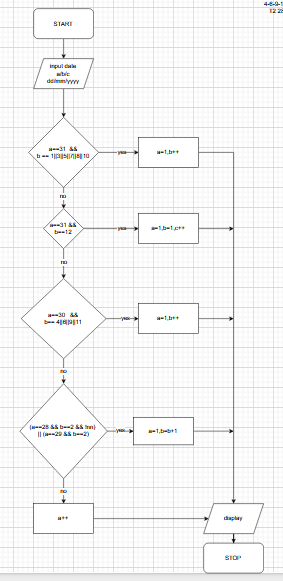 4-6-9-1
T2 28
START
input date
a/b/c
dd/mm/yyyy
a==31 &&
b == 1||3||5||7||8||10
yes
a=1,b++
no
a==31 &&
b==12
yes
a=1,b=1,c++
no
a==30 &&
b== 4||6||9||11
yes
a=1,b++
no
(a==28 && b==2 && !nn)
|| (a==29 && b==2)
yes
a=1,b=b+1
no
a++
display
STOP